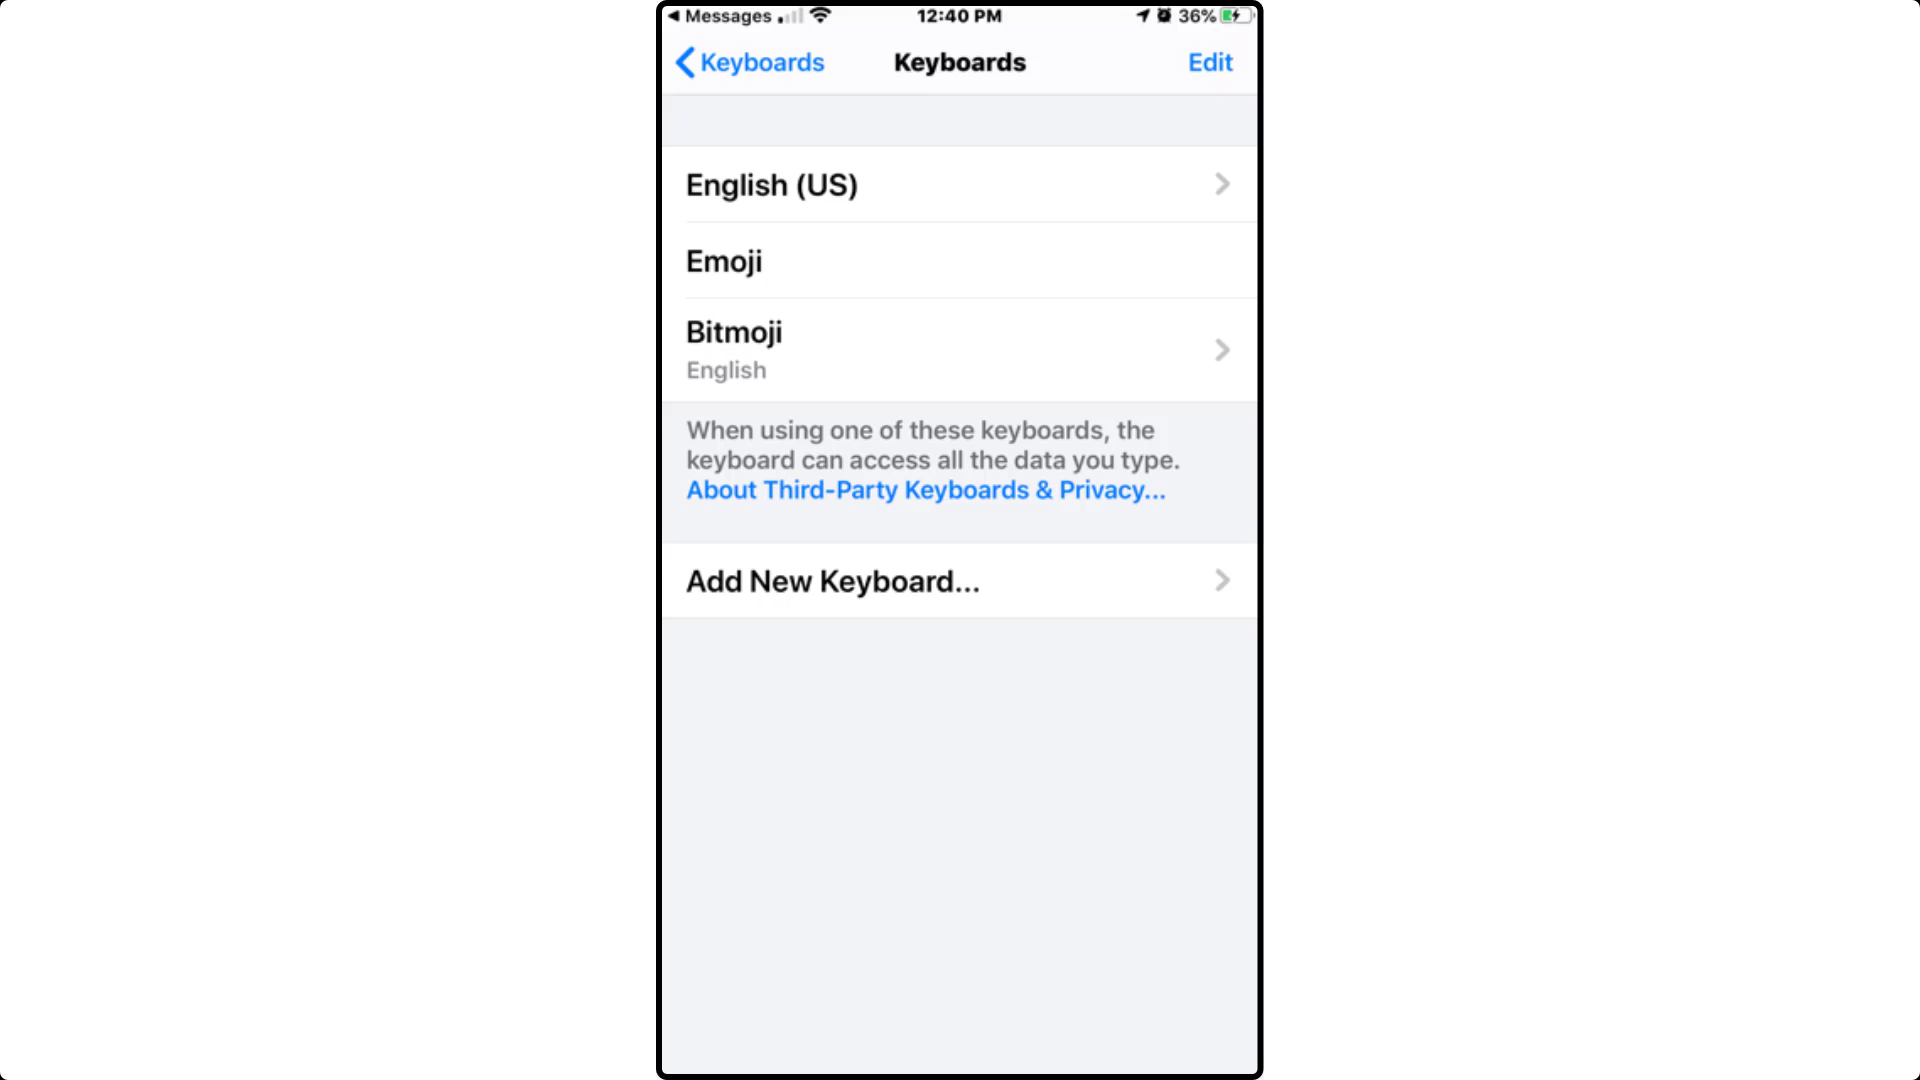 Messages 12:40 PM 36%
Keyboards Keyboards Edit
English (US)
Emoji
Bitmoji
English
When using one of these keyboards, the
keyboard can access all the data you type.
About Third-Party Keyboards & Privacy...
Add New Keyboard...